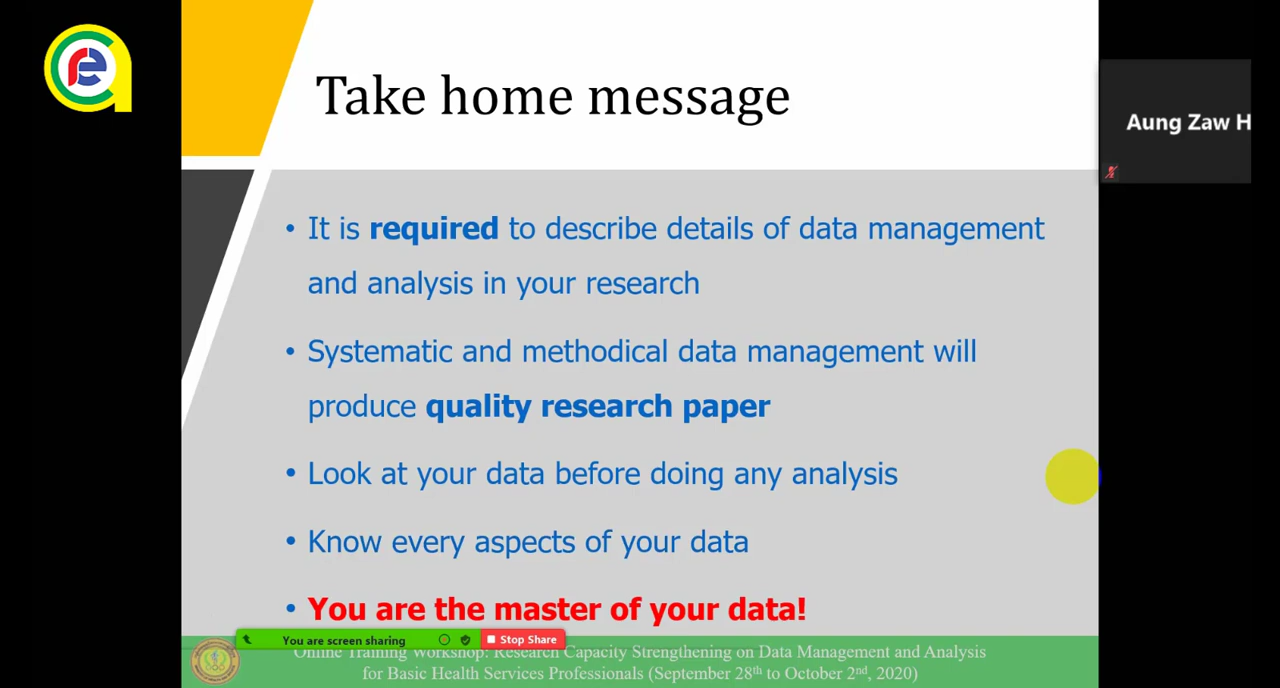 Take home message
Aung Zaw H
• It is required to describe details of data management
and analysis in your research
• Systematic and methodical data management will
produce quality research paper
• Look at your data before doing any analysis
• Know every aspects of your data
• You are the master of your data!
You are screen sharing Stop Share
Online Training Workshop: Research Capacity Strengthening on Data Management and Analysis
for Basic Health Services Professionals (September 28th to October 2nd, 2020)